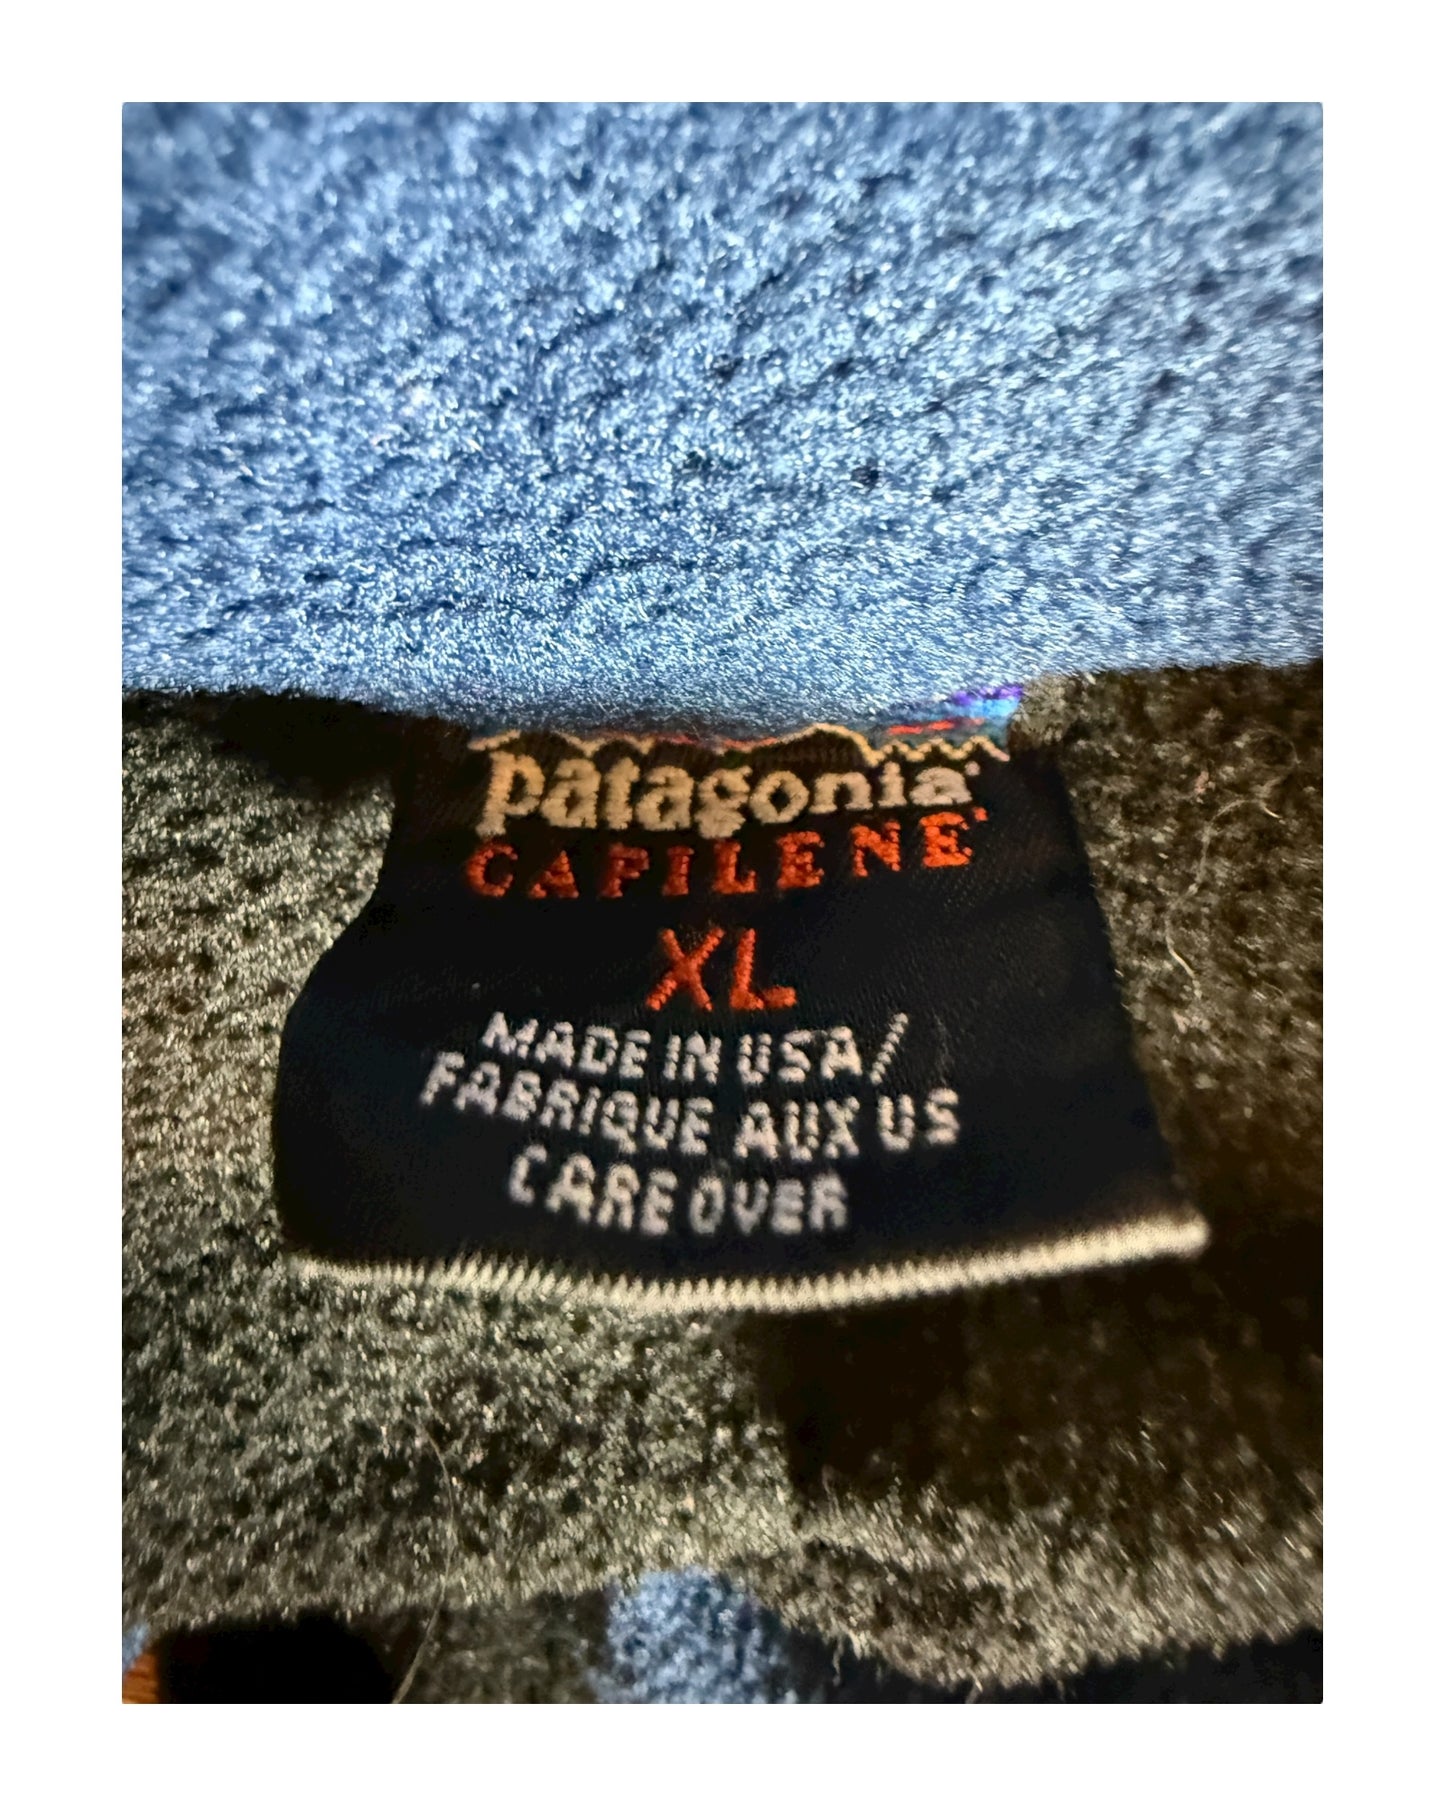 patagonia®
CAPILENE®
XL
MADE IN USA/
FABRIQUE AUX US
CARE OVER